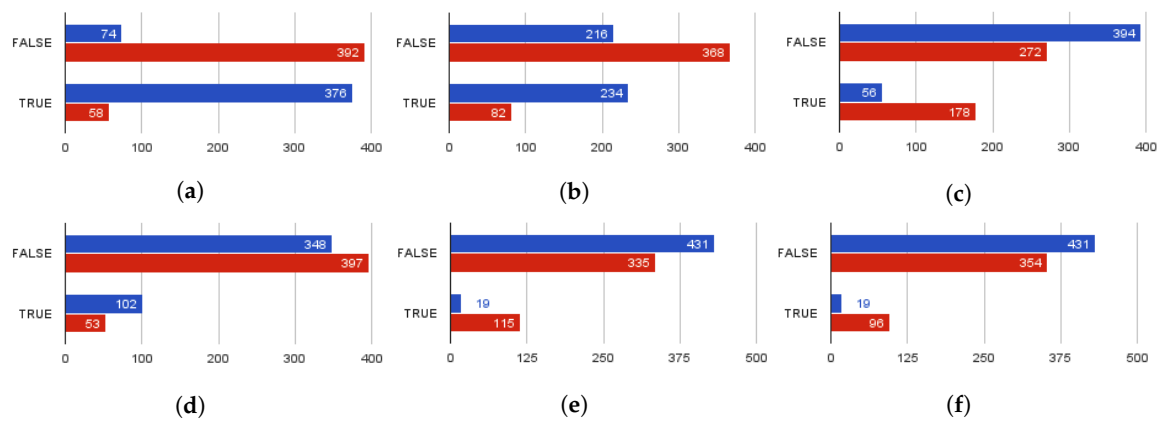 FALSE 74
392
TRUE 376
58
0 100 200 300 400
(a)
FALSE 216
368
TRUE 234
82
0 100 200 300 400
(b)
FALSE 394
272
TRUE 56
178
0 100 200 300 400
(c)
FALSE 348
397
TRUE 102
53
0 100 200 300 400
(d)
FALSE 431
335
TRUE 19
115
0 125 250 375 500
(e)
FALSE 431
354
TRUE 19
96
0 125 250 375 500
(f)